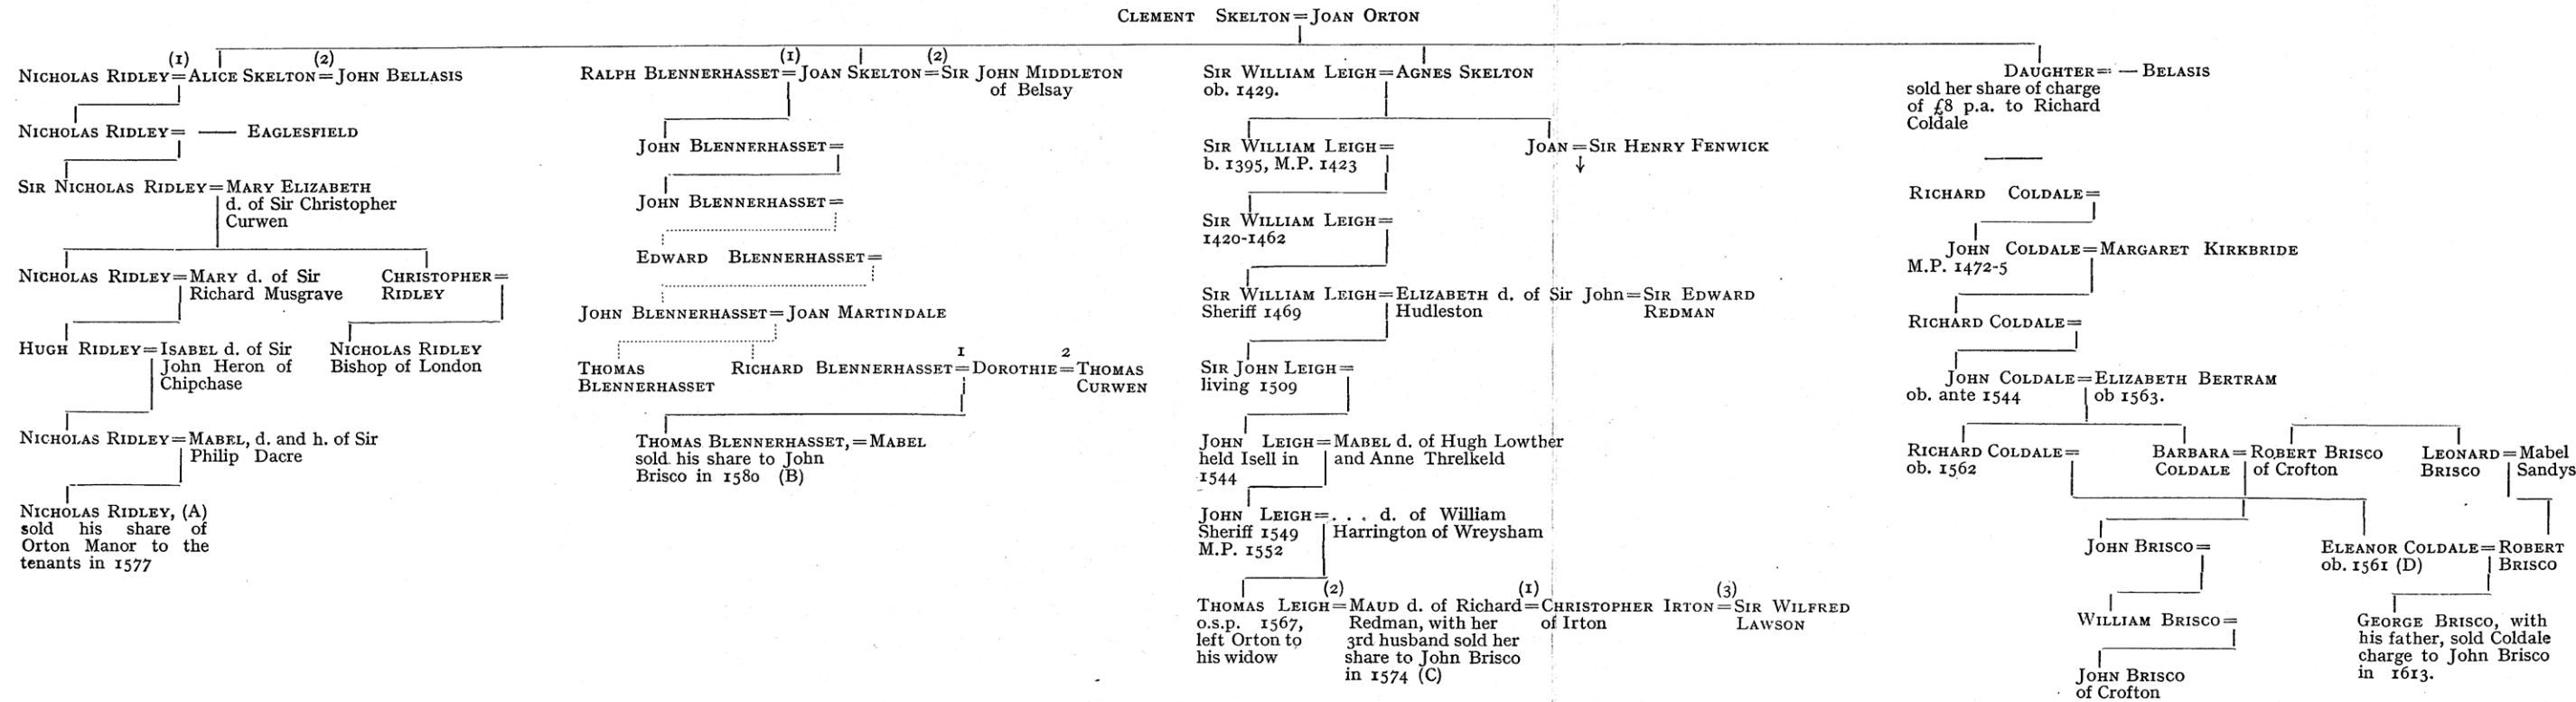 CLEMENT SKELTON=JOAN ORTON
(1) (2)
NICHOLAS RIDLEY=ALICE SKELTON=JOHN BELLASIS
NICHOLAS RIDLEY= —— EAGLESFIELD
SIR NICHOLAS RIDLEY=MARY ELIZABETH
d. of Sir Christopher
Curwen
NICHOLAS RIDLEY=MARY d. of Sir
Richard Musgrave
CHRISTOPHER=
RIDLEY
HUGH RIDLEY=ISABEL d. of Sir
John Heron of
Chipchase
NICHOLAS RIDLEY
Bishop of London
NICHOLAS RIDLEY=MABEL, d. and h. of Sir
Philip Dacre
NICHOLAS RIDLEY, (A)
sold his share of
Orton Manor to the
tenants in 1577
(1) (2)
RALPH BLENNERHASSET=JOAN SKELTON=SIR JOHN MIDDLETON
of Belsay
JOHN BLENNERHASSET=
JOHN BLENNERHASSET=
EDWARD BLENNERHASSET=
JOHN BLENNERHASSET=JOAN MARTINDALE
1 2
THOMAS
BLENNERHASSET
RICHARD BLENNERHASSET=DOROTHIE=THOMAS
CURWEN
THOMAS BLENNERHASSET,=MABEL
sold his share to John
Brisco in 1580 (B)
SIR WILLIAM LEIGH=AGNES SKELTON
ob. 1429.
SIR WILLIAM LEIGH=
b. 1395, M.P. 1423
JOAN=SIR HENRY FENWICK
SIR WILLIAM LEIGH=
1420-1462
SIR WILLIAM LEIGH=ELIZABETH d. of Sir John=SIR EDWARD
Sheriff 1469 Hudleston REDMAN
SIR JOHN LEIGH=
living 1509
JOHN LEIGH=MABEL d. of Hugh Lowther
held Isell in and Anne Threlkeld
1544
JOHN LEIGH=. . . d. of William
Sheriff 1549 Harrington of Wreysham
M.P. 1552
(2) (1) (3)
THOMAS LEIGH=MAUD d. of Richard=CHRISTOPHER IRTON=SIR WILFRED
o.s.p. 1567, Redman, with her of Irton LAWSON
left Orton to 3rd husband sold her
his widow share to John Brisco
in 1574 (C)
DAUGHTER= — BELASIS
sold her share of charge
of £8 p.a. to Richard
Coldale
RICHARD COLDALE=
JOHN COLDALE=MARGARET KIRKBRIDE
M.P. 1472-5
RICHARD COLDALE=
JOHN COLDALE=ELIZABETH BERTRAM
ob. ante 1544 ob 1563.
RICHARD COLDALE=
ob. 1562
BARBARA=ROBERT BRISCO
COLDALE of Crofton
LEONARD=Mabel
BRISCO Sandys
JOHN BRISCO=
ELEANOR COLDALE=ROBERT
ob. 1561 (D) BRISCO
WILLIAM BRISCO=
GEORGE BRISCO, with
his father, sold Coldale
charge to John Brisco
in 1613.
JOHN BRISCO
of Crofton